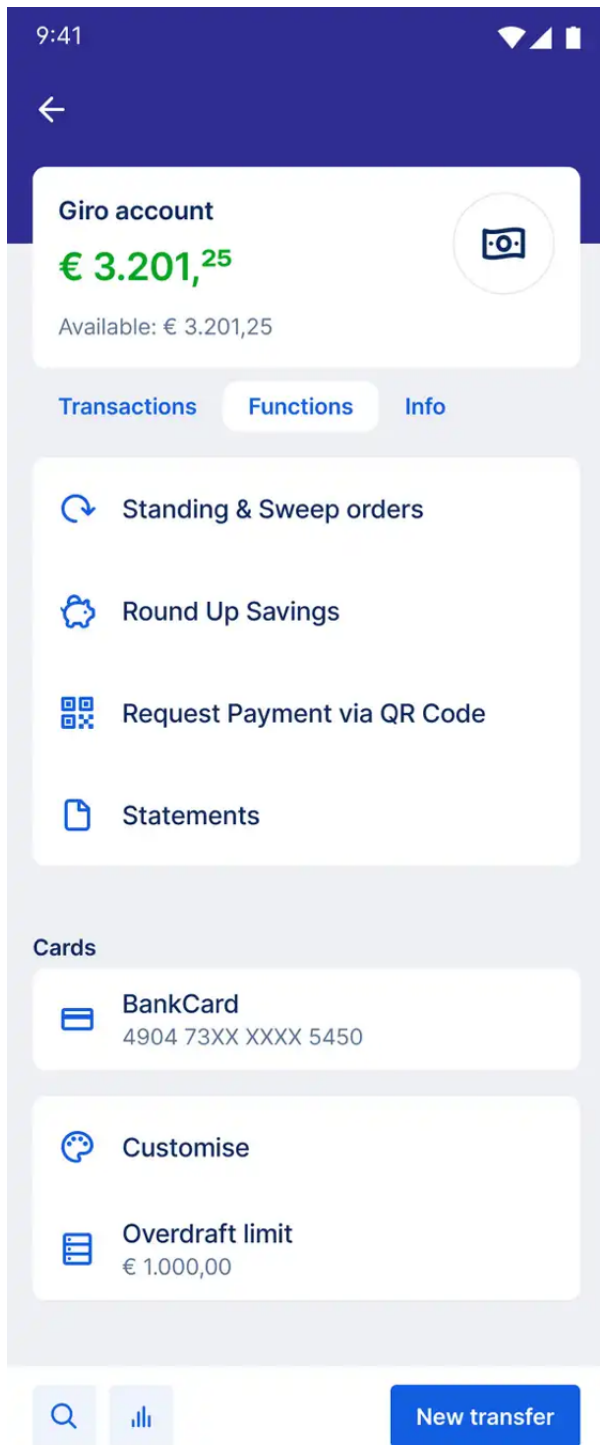 9:41
Giro account
€ 3.201,25
Available: € 3.201,25
Transactions Functions Info
Standing & Sweep orders
Round Up Savings
Request Payment via QR Code
Statements
Cards
BankCard
4904 73XX XXXX 5450
Customise
Overdraft limit
€ 1.000,00
New transfer